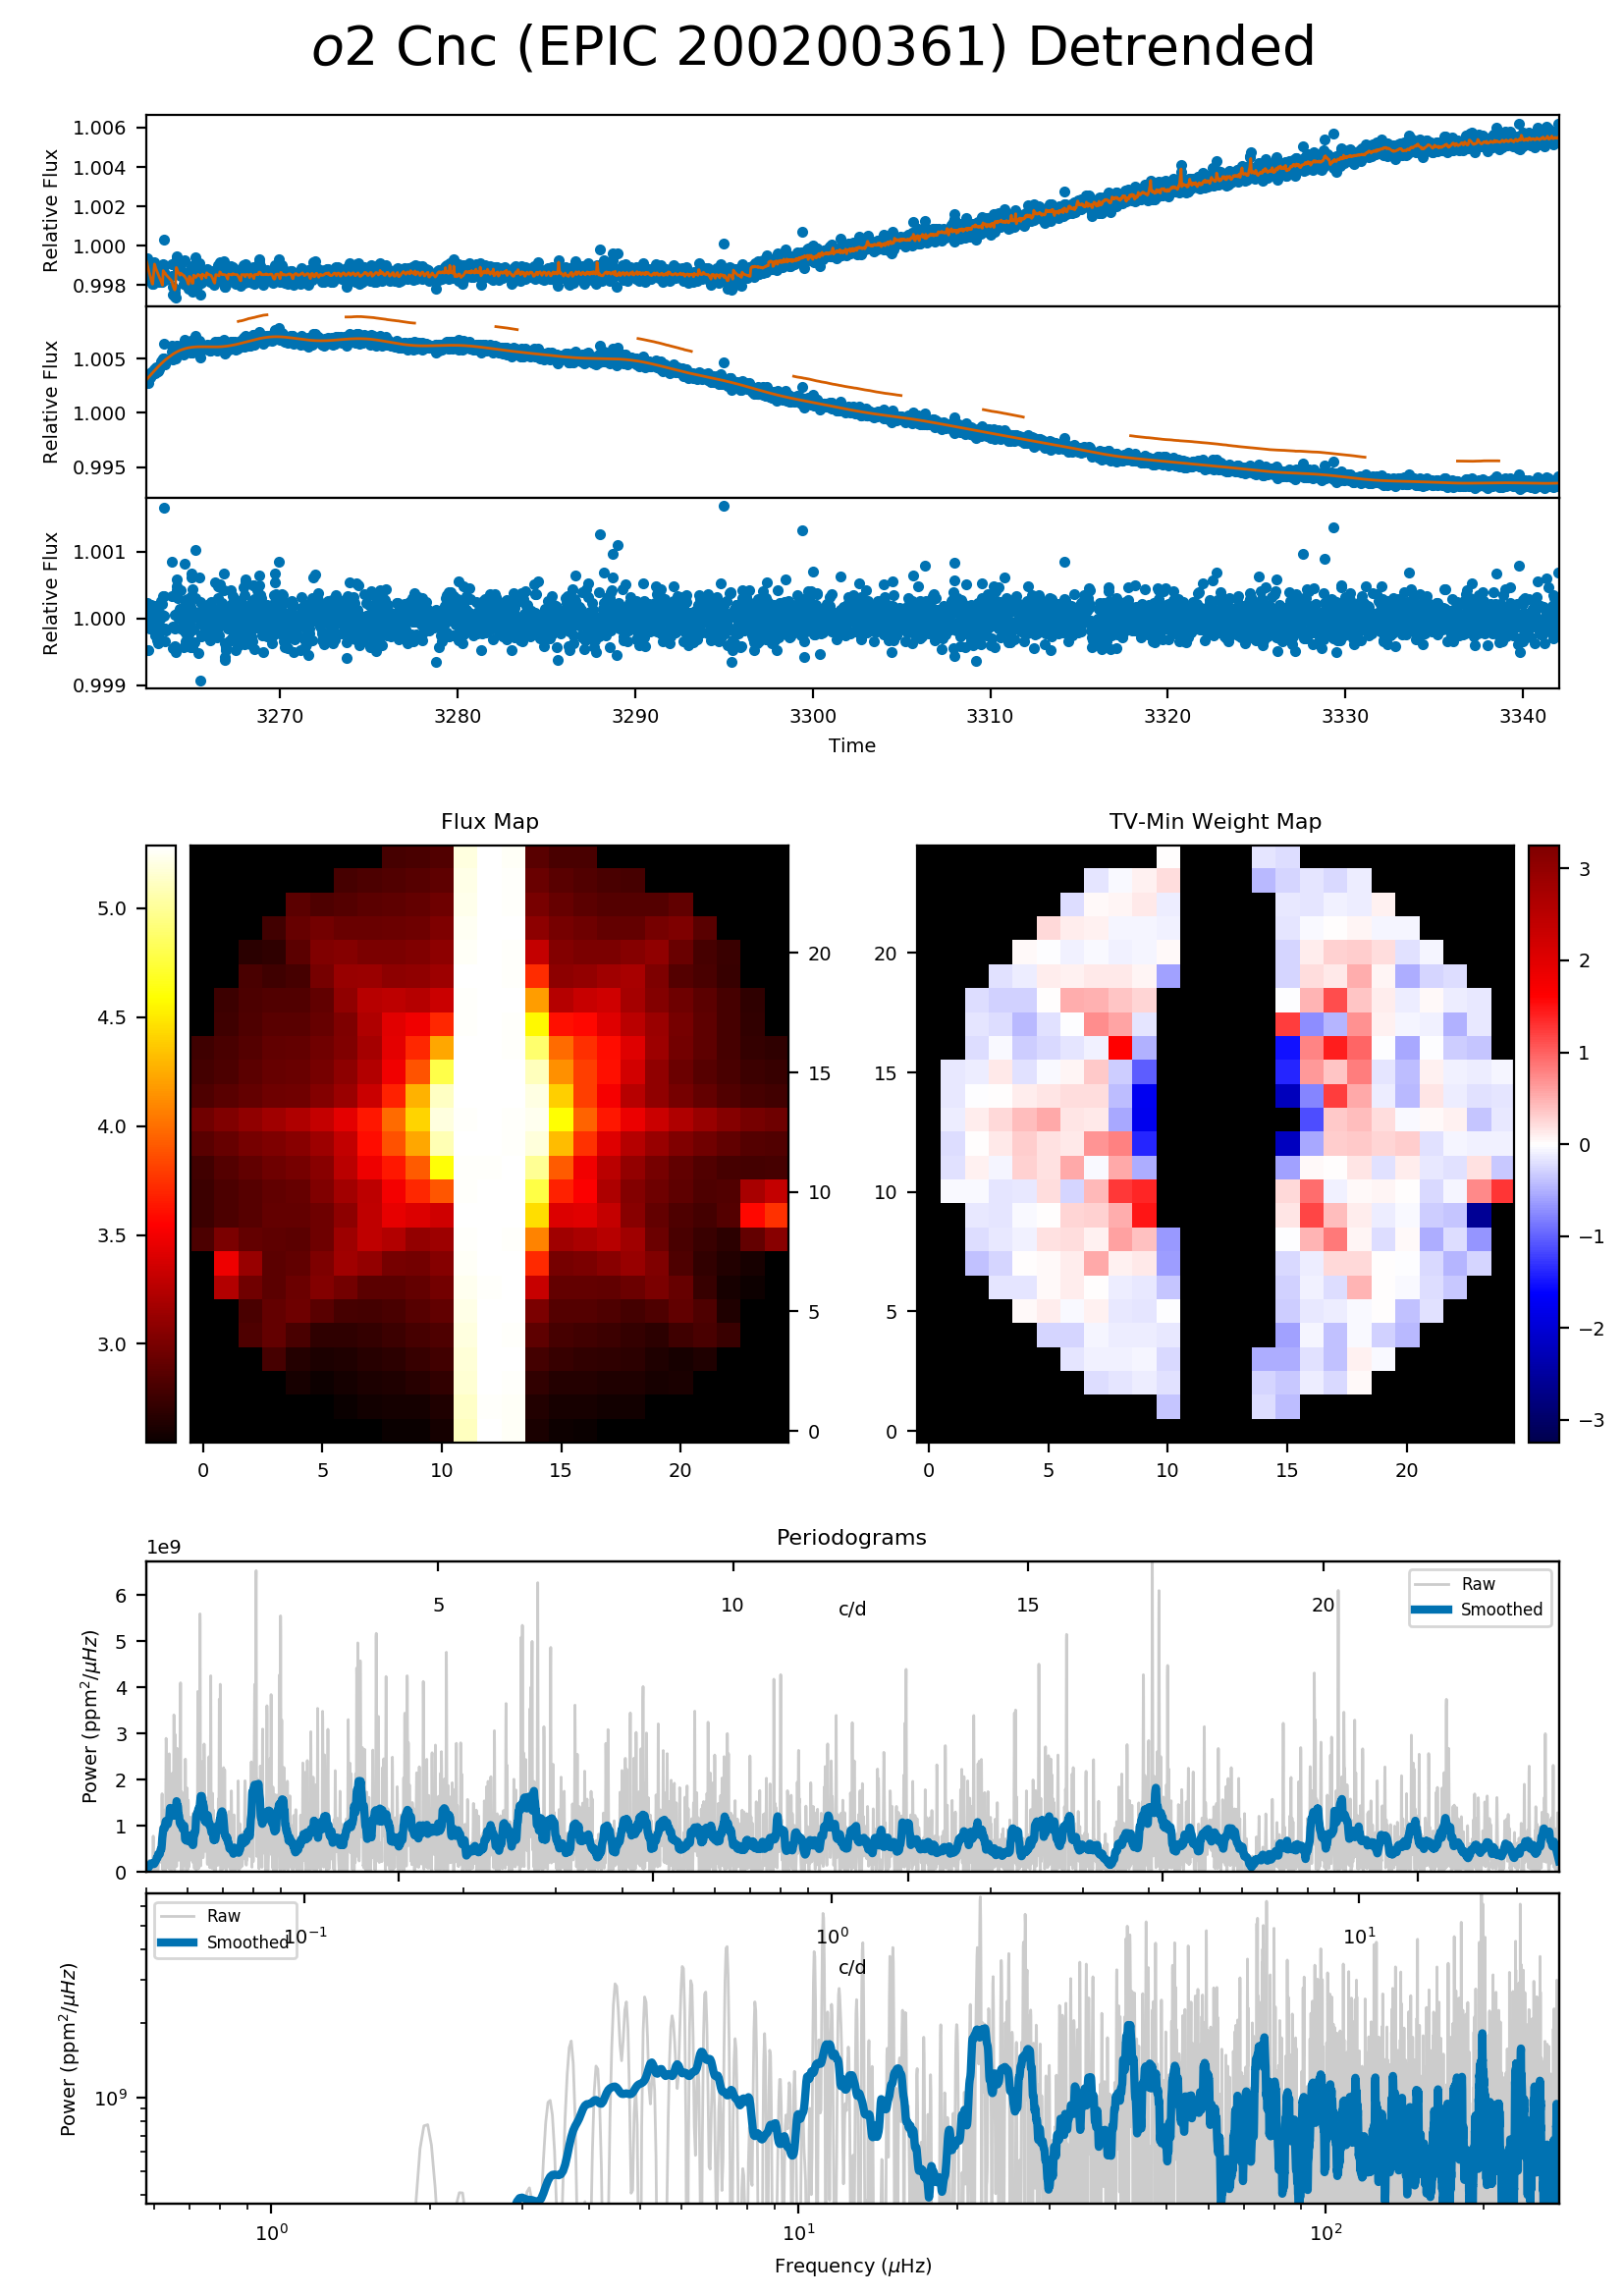 o2 Cnc (EPIC 200200361) Detrended
Relative Flux
1.006
1.004
1.002
1.000
0.998
Relative Flux
1.005
1.000
0.995
Relative Flux
1.001
1.000
0.999
3270 3280 3290 3300 3310 3320 3330 3340
Time
Flux Map
5.0
4.5
4.0
3.5
3.0
20
15
10
5
0
0 5 10 15 20
TV-Min Weight Map
20
15
10
5
0
0 5 10 15 20
3
2
1
0
−1
−2
−3
Periodograms
1e9
Power (ppm²/μHz)
6
5
4
3
2
1
0
5 10 15 20
c/d
Raw
Smoothed
Power (ppm²/μHz)
10⁹
Raw
Smoothed
10⁻¹ 10⁰ 10¹
c/d
10⁰ 10¹ 10²
Frequency (μHz)